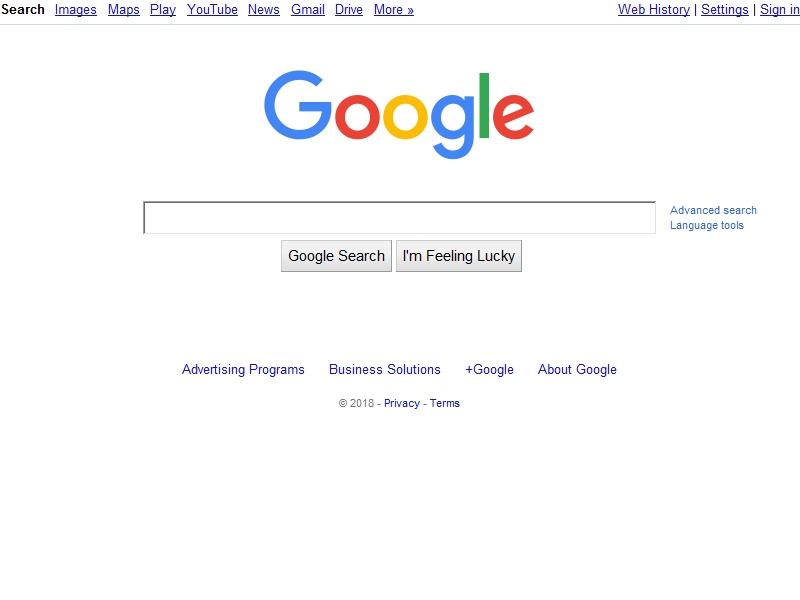 Search Images Maps Play YouTube News Gmail Drive More » Web History | Settings | Sign in
Google
Advanced search
Language tools
Google Search I'm Feeling Lucky
Advertising Programs Business Solutions +Google About Google
© 2018 - Privacy - Terms